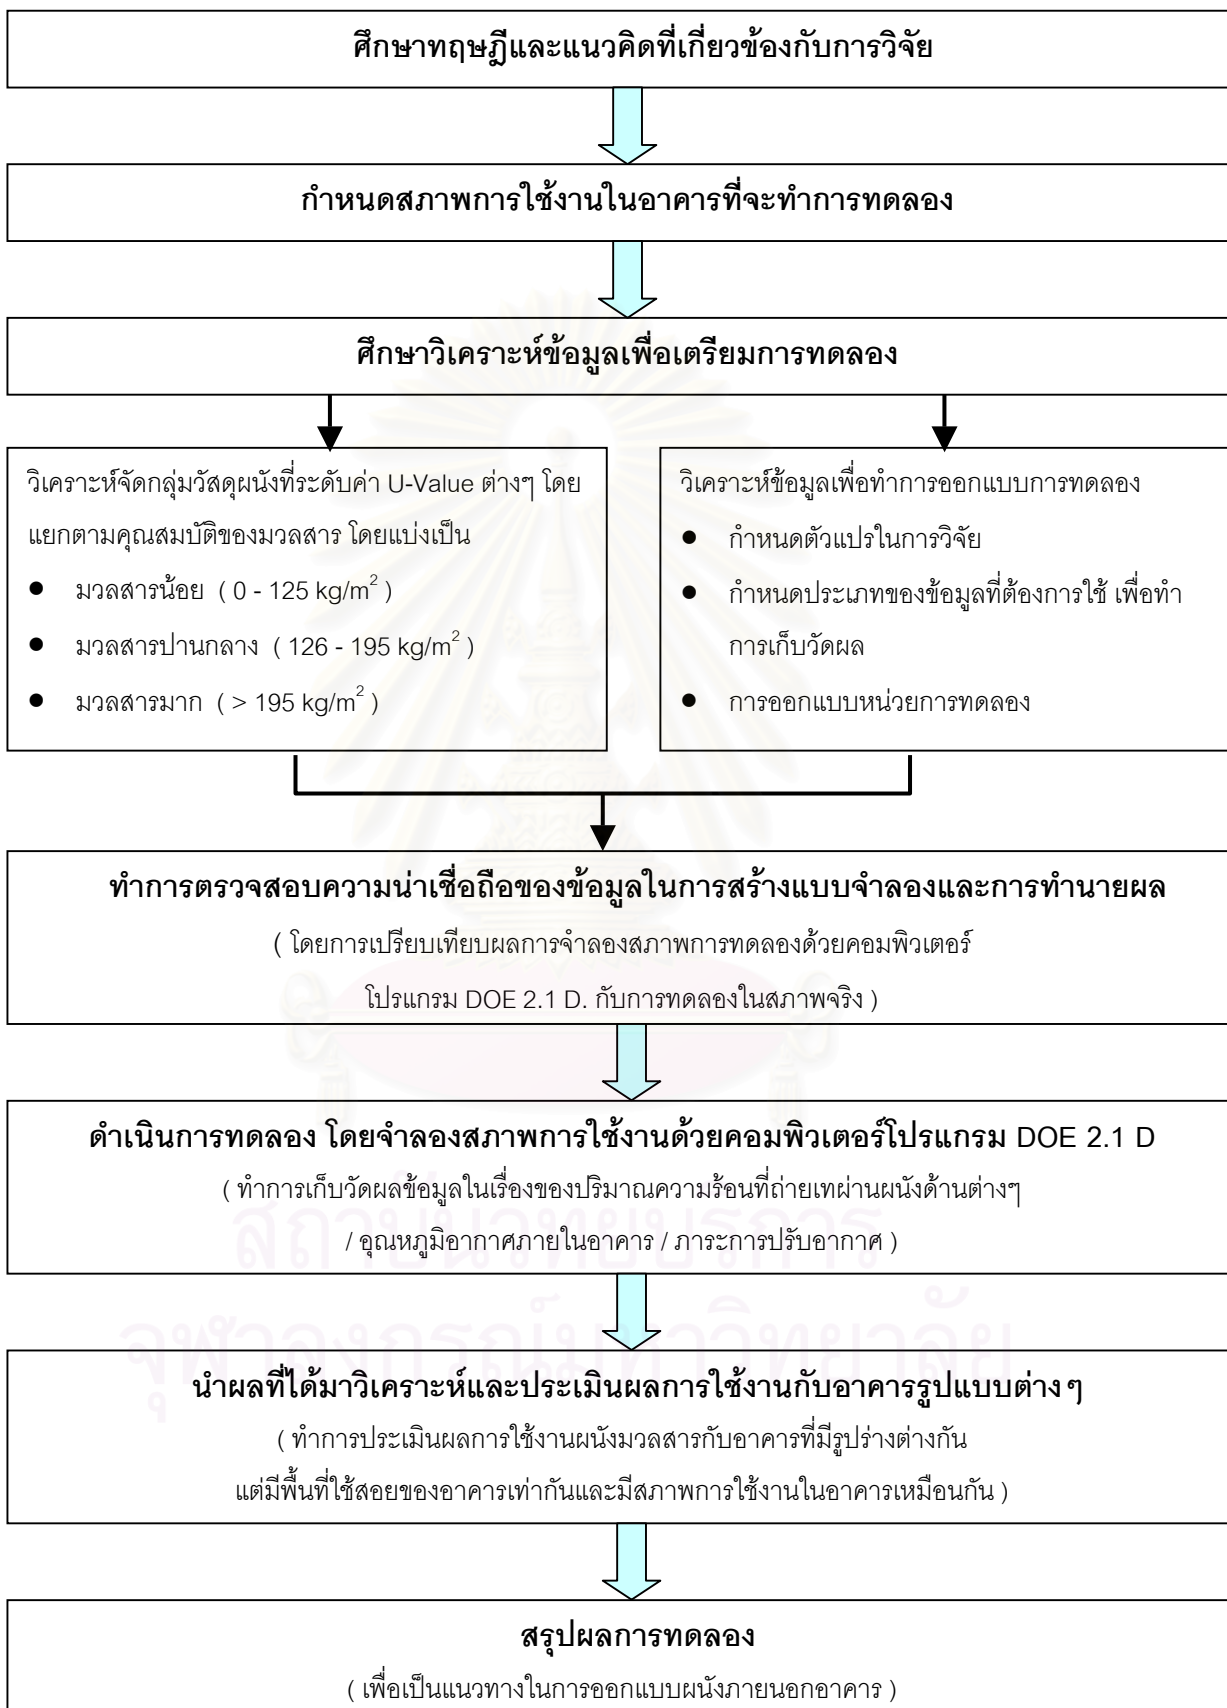 ศึกษาทฤษฎีและแนวคิดที่เกี่ยวข้องกับการวิจัย
กำหนดสภาพการใช้งานในอาคารที่จะทำการทดลอง
ศึกษาวิเคราะห์ข้อมูลเพื่อเตรียมการทดลอง
วิเคราะห์จัดกลุ่มวัสดุผนังที่ระดับค่า U-Value ต่างๆ โดย
แยกตามคุณสมบัติของมวลสาร โดยแบ่งเป็น
● มวลสารน้อย ( 0 - 125 kg/m² )
● มวลสารปานกลาง ( 126 - 195 kg/m² )
● มวลสารมาก ( > 195 kg/m² )
วิเคราะห์ข้อมูลเพื่อทำการออกแบบการทดลอง
● กำหนดตัวแปรในการวิจัย
● กำหนดประเภทของข้อมูลที่ต้องการใช้ เพื่อทำ
การเก็บวัดผล
● การออกแบบหน่วยการทดลอง
ทำการตรวจสอบความน่าเชื่อถือของข้อมูลในการสร้างแบบจำลองและการทำนายผล
( โดยการเปรียบเทียบผลการจำลองสภาพการทดลองด้วยคอมพิวเตอร์
โปรแกรม DOE 2.1 D. กับการทดลองในสภาพจริง )
ดำเนินการทดลอง โดยจำลองสภาพการใช้งานด้วยคอมพิวเตอร์โปรแกรม DOE 2.1 D
( ทำการเก็บวัดผลข้อมูลในเรื่องของปริมาณความร้อนที่ถ่ายเทผ่านผนังด้านต่างๆ
/ อุณหภูมิอากาศภายในอาคาร / ภาระการปรับอากาศ )
สถาบันวิทยบริการ
จุฬาลงกรณ์มหาวิทยาลัย
นำผลที่ได้มาวิเคราะห์และประเมินผลการใช้งานกับอาคารรูปแบบต่างๆ
( ทำการประเมินผลการใช้งานผนังมวลสารกับอาคารที่มีรูปร่างต่างกัน
แต่มีพื้นที่ใช้สอยของอาคารเท่ากันและมีสภาพการใช้งานในอาคารเหมือนกัน )
สรุปผลการทดลอง
( เพื่อเป็นแนวทางในการออกแบบผนังภายนอกอาคาร )